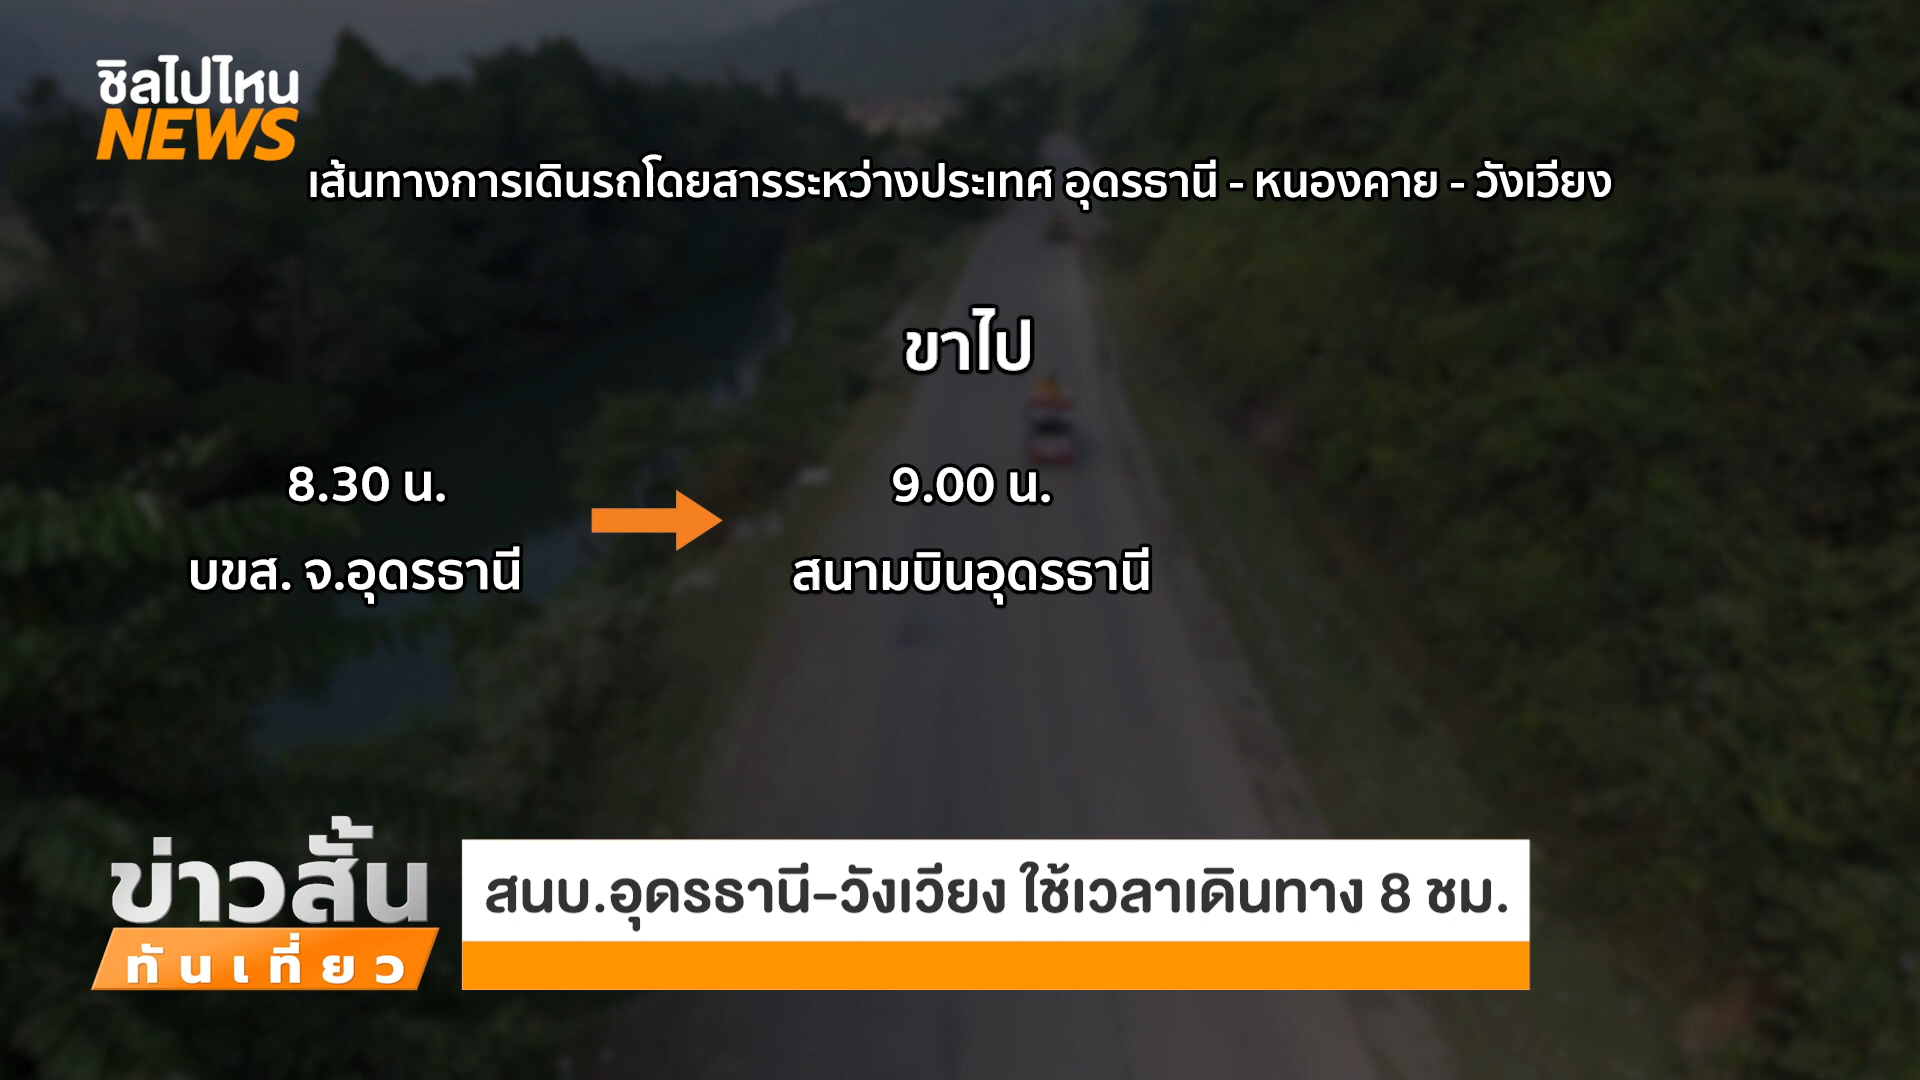 ชิลไปไหน
NEWS
เส้นทางการเดินรถโดยสารระหว่างประเทศ อุดรธานี - หนองคาย - วังเวียง
ขาไป
8.30 น.
บขส. จ.อุดรธานี
9.00 น.
สนามบินอุดรธานี
ข่าวสั้น
ทันเที่ยว
สนบ.อุดรธานี-วังเวียง ใช้เวลาเดินทาง 8 ชม.